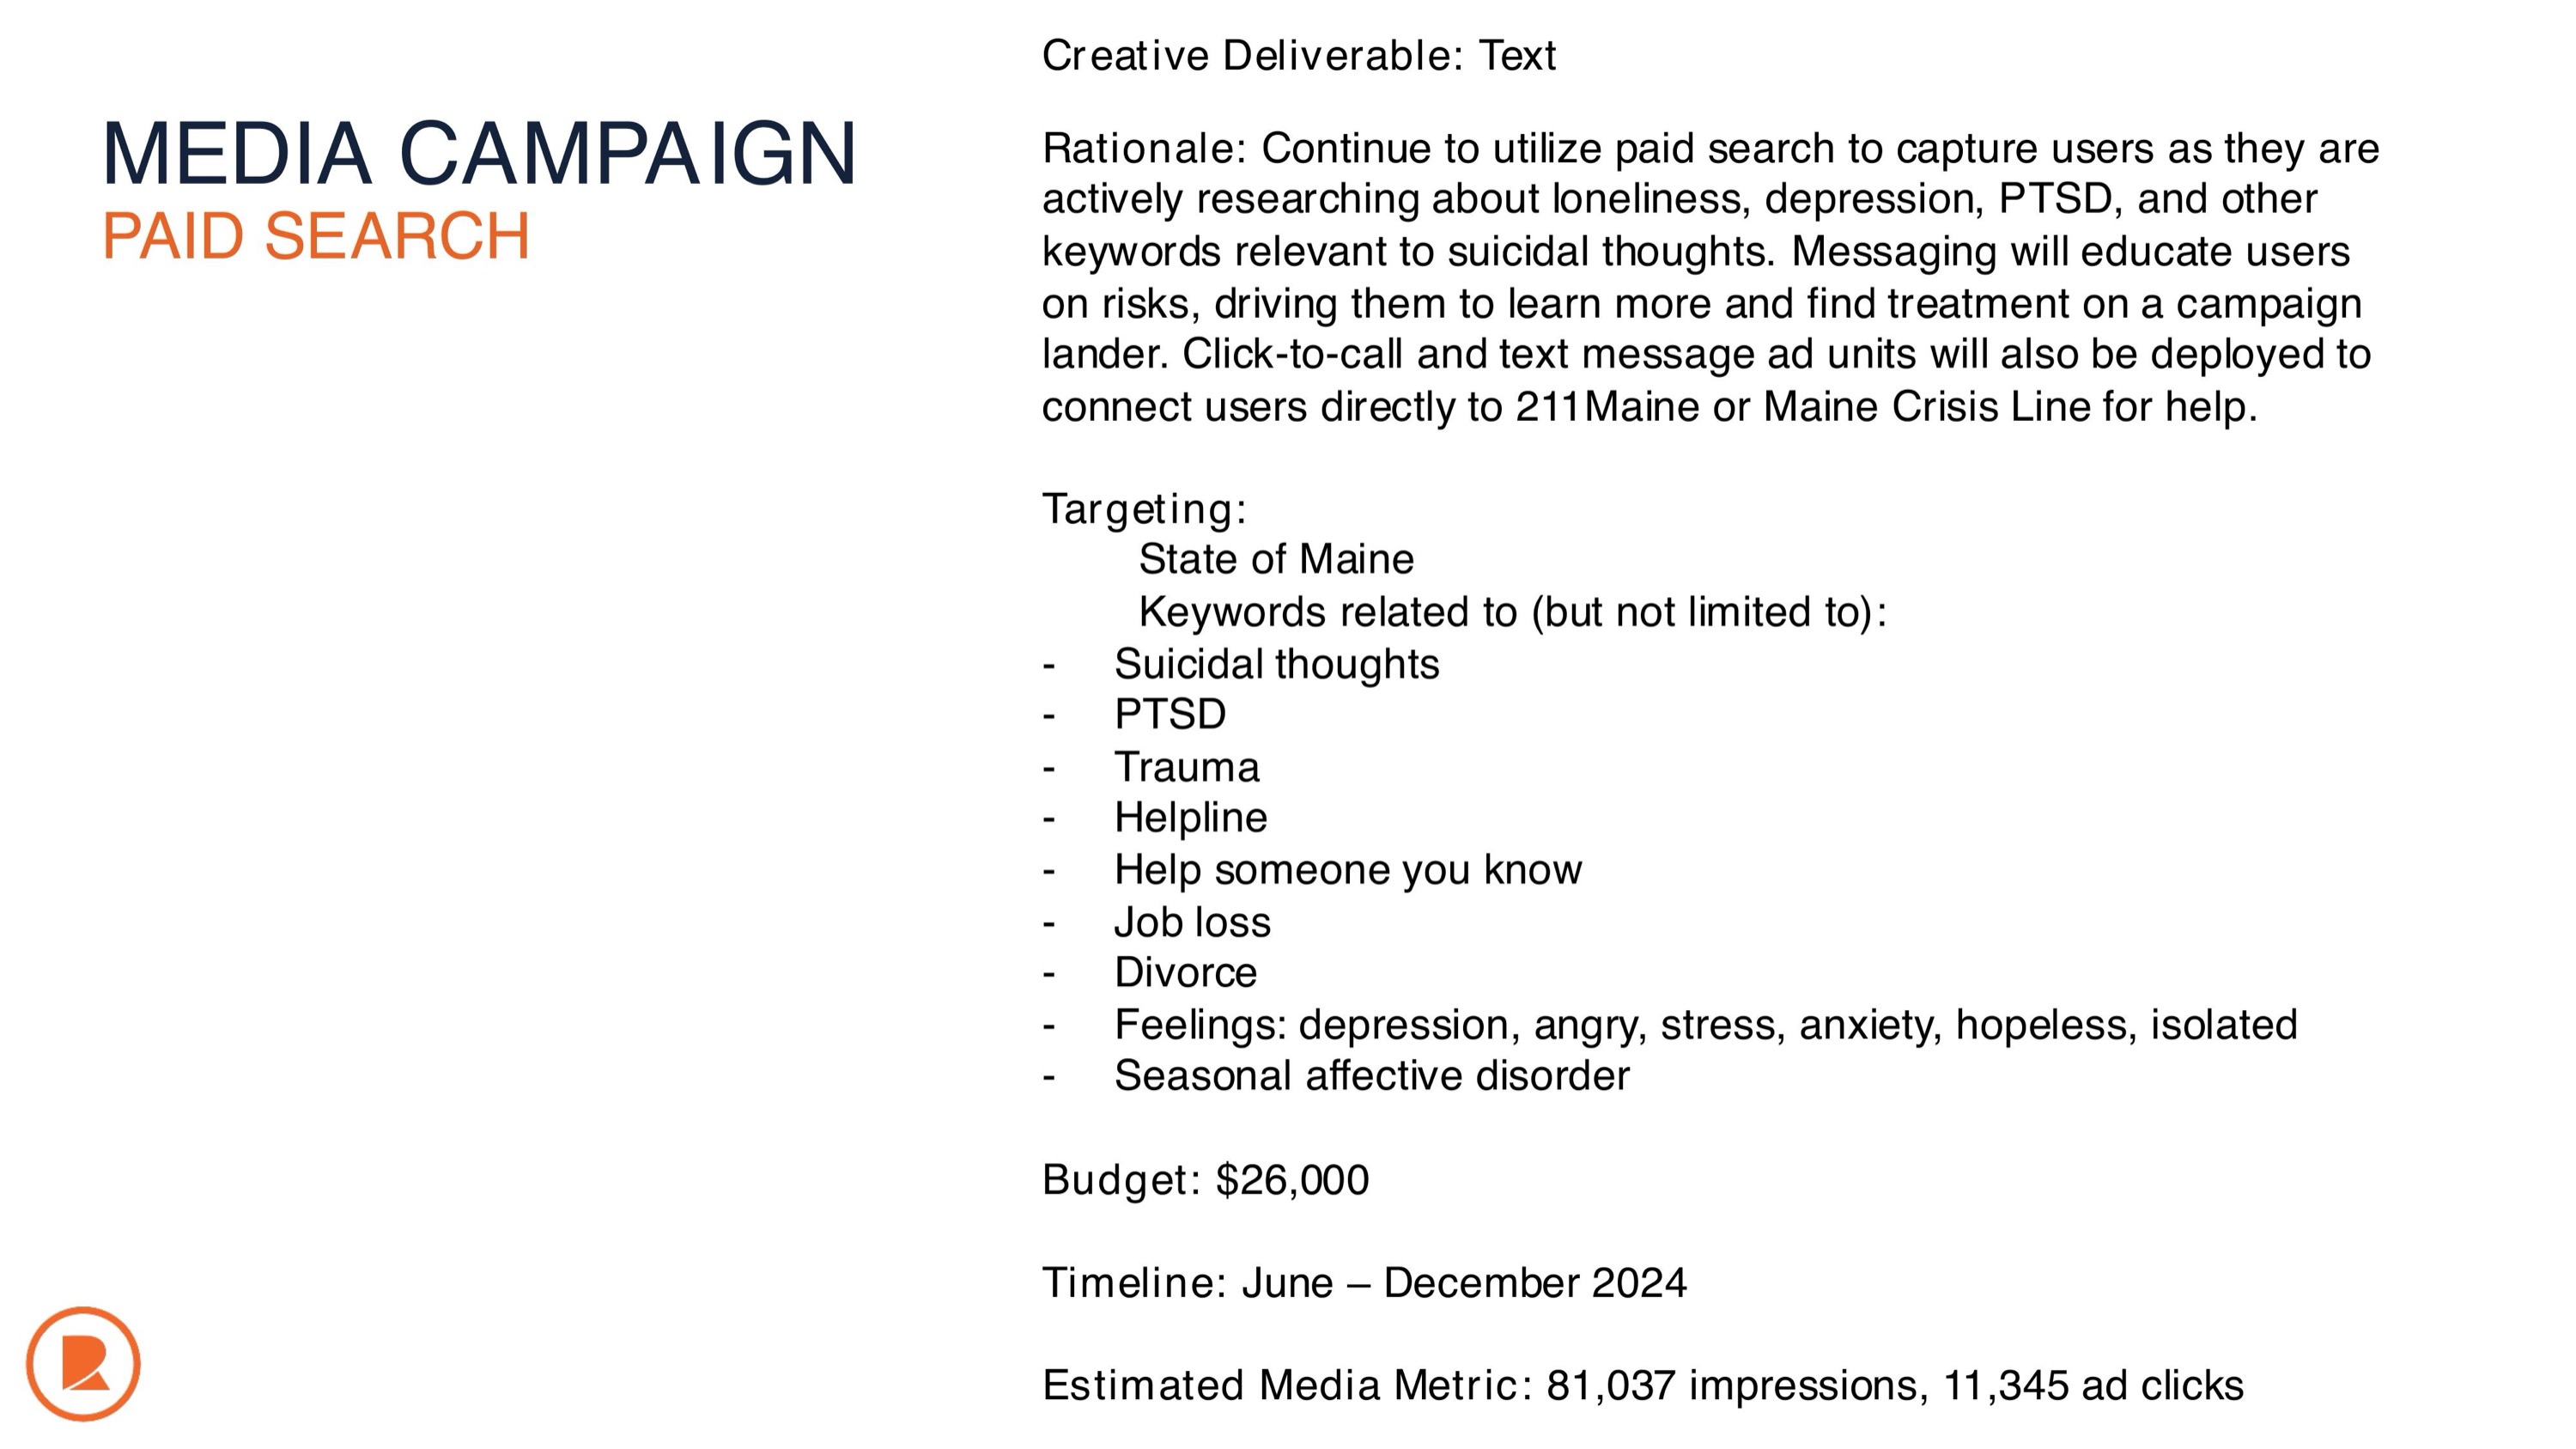 MEDIA CAMPAIGN
PAID SEARCH
Creative Deliverable: Text
Rationale: Continue to utilize paid search to capture users as they are
actively researching about loneliness, depression, PTSD, and other
keywords relevant to suicidal thoughts. Messaging will educate users
on risks, driving them to learn more and find treatment on a campaign
lander. Click-to-call and text message ad units will also be deployed to
connect users directly to 211Maine or Maine Crisis Line for help.
Targeting:
State of Maine
Keywords related to (but not limited to):
- Suicidal thoughts
- PTSD
- Trauma
- Helpline
- Help someone you know
- Job loss
- Divorce
- Feelings: depression, angry, stress, anxiety, hopeless, isolated
- Seasonal affective disorder
Budget: $26,000
Timeline: June – December 2024
Estimated Media Metric: 81,037 impressions, 11,345 ad clicks
R